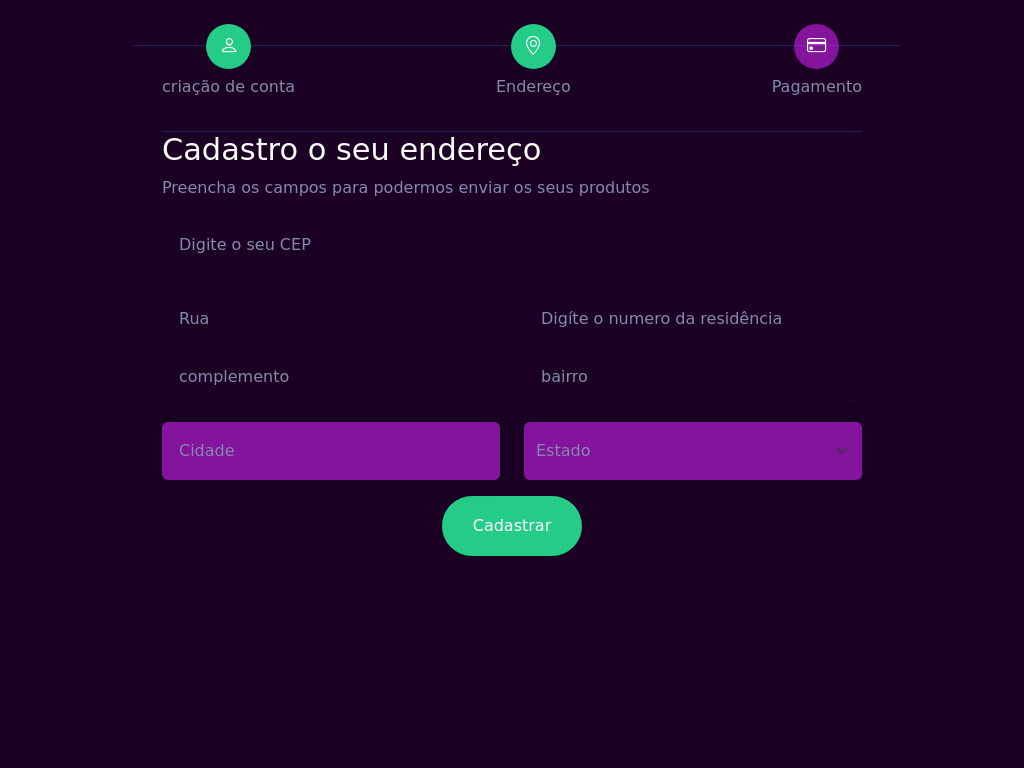 criação de conta
Endereço
Pagamento
Cadastro o seu endereço
Preencha os campos para podermos enviar os seus produtos
Digite o seu CEP
Rua
Digíte o numero da residência
complemento
bairro
Cidade
Estado
Cadastrar